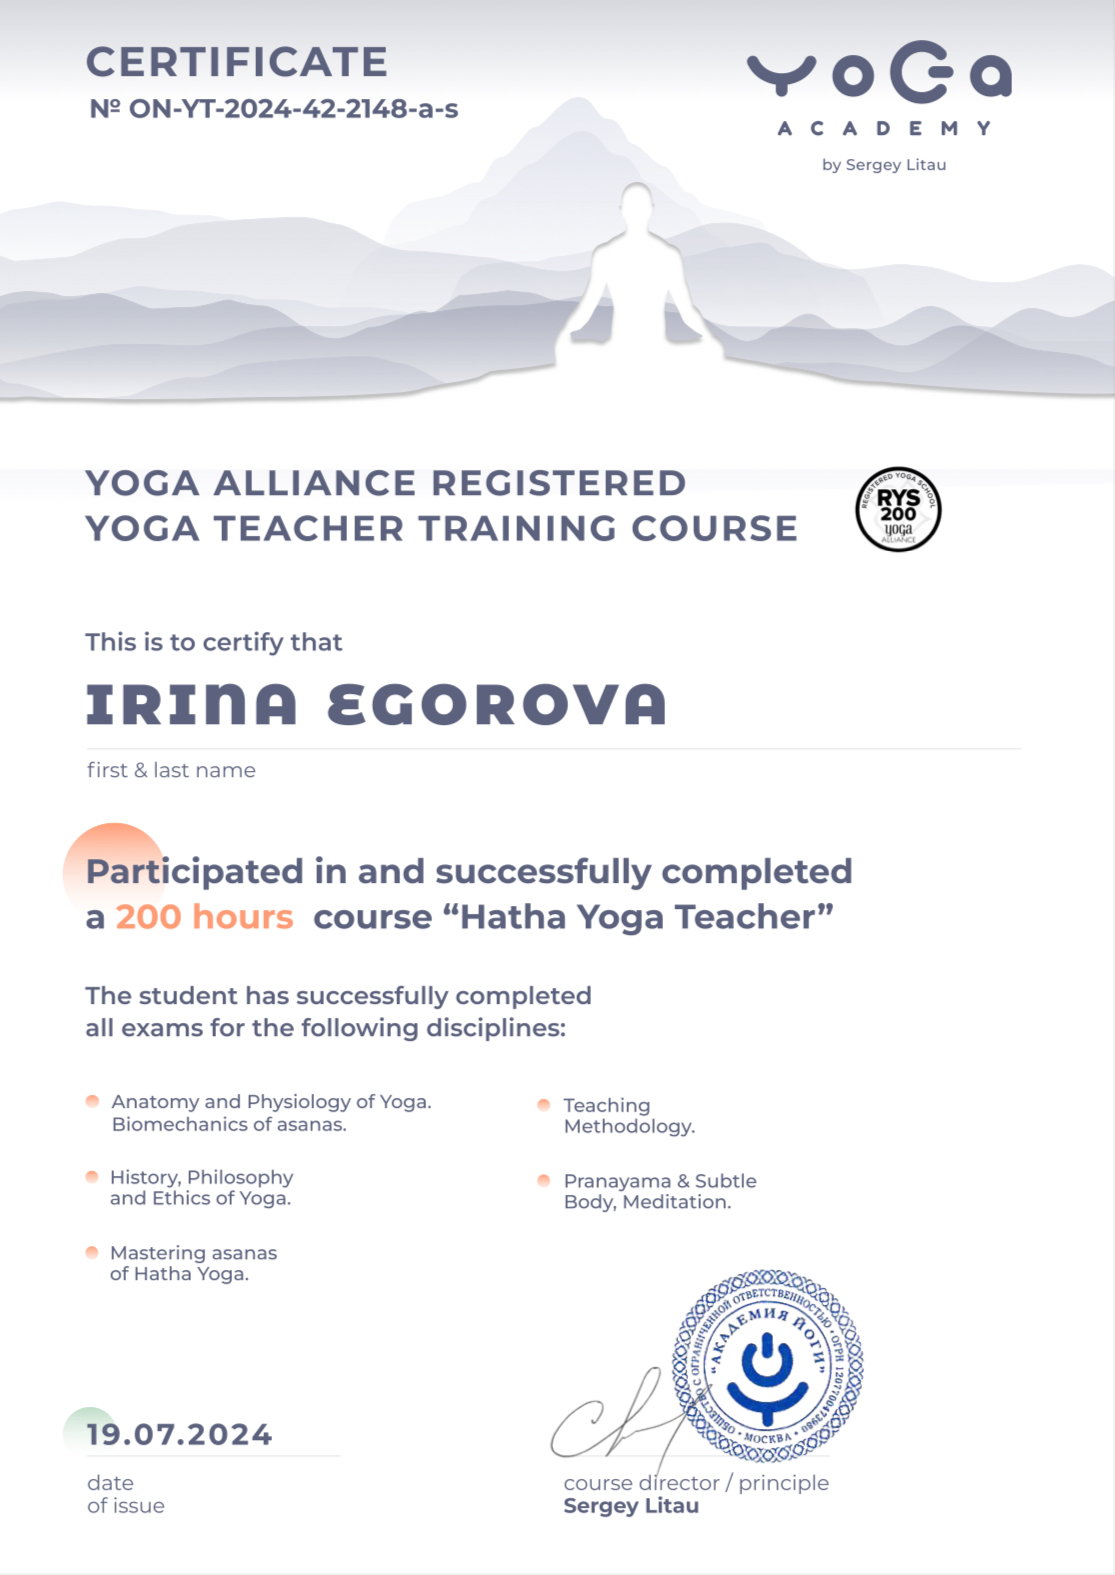 CERTIFICATE
№ ON-YT-2024-42-2148-a-s
YoGa
ACADEMY
by Sergey Litau
YOGA ALLIANCE REGISTERED
YOGA TEACHER TRAINING COURSE
REGISTERED YOGA SCHOOL
RYS
200
yoga
ALLIANCE
This is to certify that
IRINA EGOROVA
first & last name
Participated in and successfully completed
a 200 hours course “Hatha Yoga Teacher”
The student has successfully completed
all exams for the following disciplines:
Anatomy and Physiology of Yoga.
Biomechanics of asanas.
History, Philosophy
and Ethics of Yoga.
Mastering asanas
of Hatha Yoga.
Teaching
Methodology.
Pranayama & Subtle
Body, Meditation.
ОБЩЕСТВО С ОГРАНИЧЕННОЙ ОТВЕТСТВЕННОСТЬЮ • ОГРН 1207700473980
"АКАДЕМИЯ ЙОГИ"
• МОСКВА •
19.07.2024
date
of issue
course director / principle
Sergey Litau